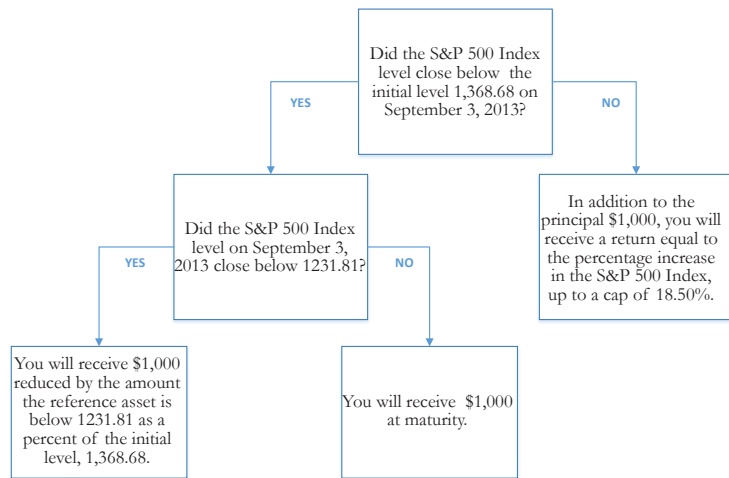 Did the S&P 500 Index
level close below the
initial level 1,368.68 on
September 3, 2013?
YES
NO
Did the S&P 500 Index
level on September 3,
2013 close below 1231.81?
In addition to the
principal $1,000, you will
receive a return equal to
the percentage increase
in the S&P 500 Index,
up to a cap of 18.50%.
YES
NO
You will receive $1,000
reduced by the amount
the reference asset is
below 1231.81 as a
percent of the initial
level, 1,368.68.
You will receive $1,000
at maturity.